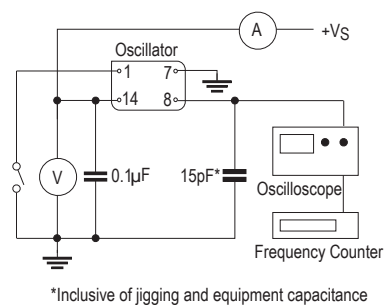 A
+VS
Oscillator
1
7
14
8
V
0.1µF
15pF*
Oscilloscope
Frequency Counter
*Inclusive of jigging and equipment capacitance